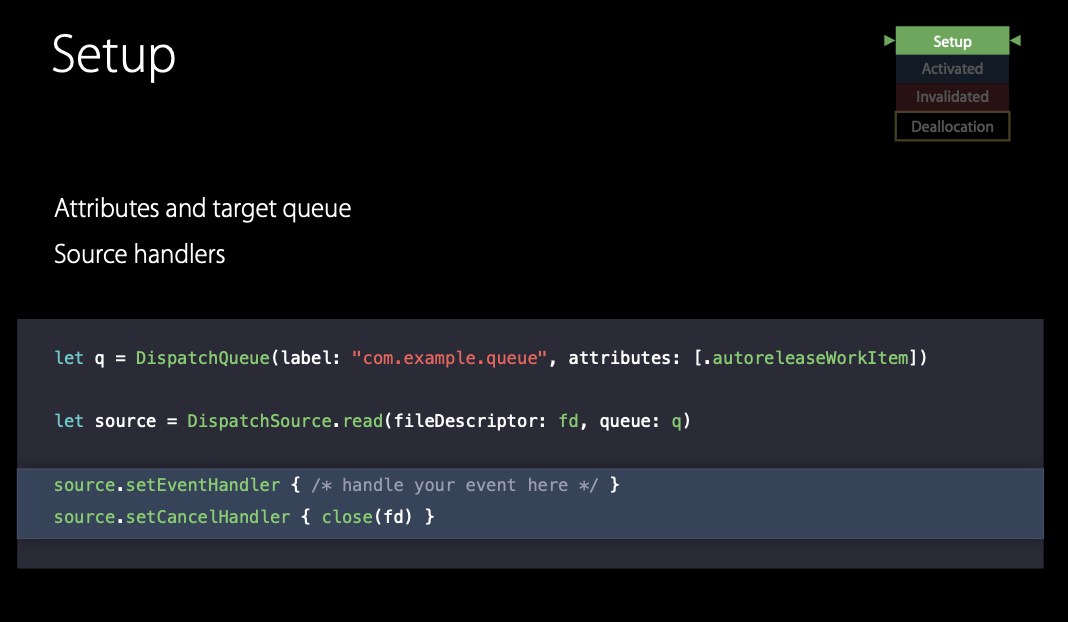 Setup
Setup
Activated
Invalidated
Deallocation
Attributes and target queue
Source handlers
let q = DispatchQueue(label: "com.example.queue", attributes: [.autoreleaseWorkItem])
let source = DispatchSource.read(fileDescriptor: fd, queue: q)
source.setEventHandler { /* handle your event here */ }
source.setCancelHandler { close(fd) }